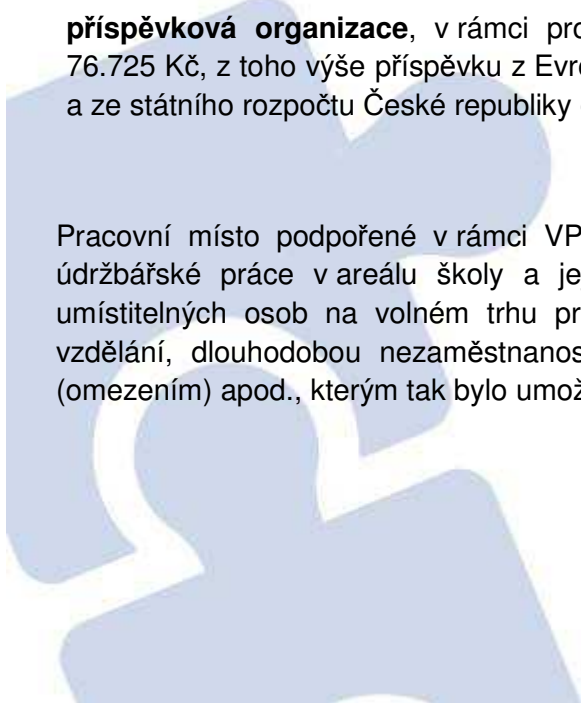 příspěvková organizace, v rámci pro
76.725 Kč, z toho výše příspěvku z Evr
a ze státního rozpočtu České republiky
Pracovní místo podpořené v rámci VP
údržbářské práce v areálu školy a je
umístitelných osob na volném trhu pr
vzdělání, dlouhodobou nezaměstnanos
(omezením) apod., kterým tak bylo umož